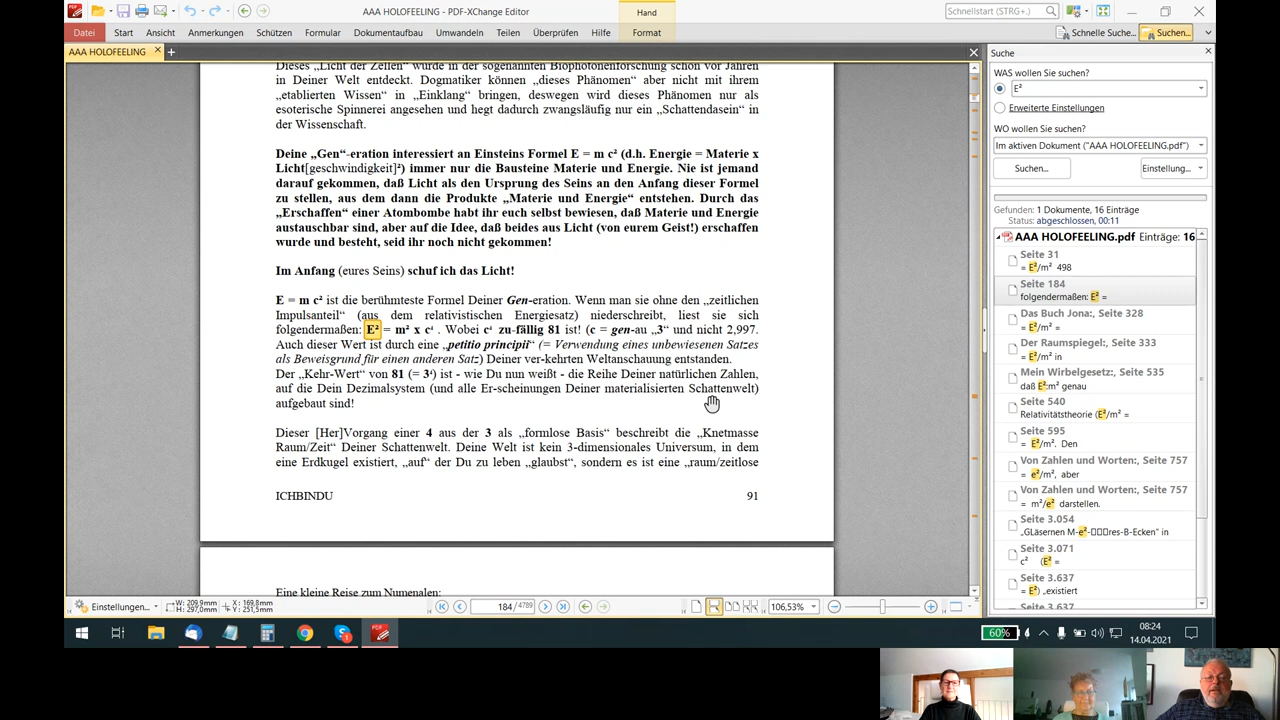 AAA HOLOFEELING - PDF-XChange Editor
Hand
Schnellstart (STRG+.)
Datei Start Ansicht Anmerkungen Schützen Formular Dokumentaufbau Umwandeln Teilen Überprüfen Hilfe Format
Schnelle Suche... Suchen...
AAA HOLOFEELING
Dieses „Licht der Zellen“ wurde in der sogenannten Biophotonenforschung schon vor Jahren
in Deiner Welt entdeckt. Dogmatiker können „dieses Phänomen“ aber nicht mit ihrem
„etablierten Wissen“ in „Einklang“ bringen, deswegen wird dieses Phänomen nur als
esoterische Spinnerei angesehen und hegt dadurch zwangsläufig nur ein „Schattendasein“ in
der Wissenschaft.
Deine „Gen“-eration interessiert an Einsteins Formel E = m c² (d.h. Energie = Materie x
Licht[geschwindigkeit]²) immer nur die Bausteine Materie und Energie. Nie ist jemand
darauf gekommen, daß Licht als den Ursprung des Seins an den Anfang dieser Formel
zu stellen, aus dem dann die Produkte „Materie und Energie“ entstehen. Durch das
„Erschaffen“ einer Atombombe habt ihr euch selbst bewiesen, daß Materie und Energie
austauschbar sind, aber auf die Idee, daß beides aus Licht (von eurem Geist!) erschaffen
wurde und besteht, seid ihr noch nicht gekommen!
Im Anfang (eures Seins) schuf ich das Licht!
E = m c² ist die berühmteste Formel Deiner Gen-eration. Wenn man sie ohne den „zeitlichen
Impulsanteil“ (aus dem relativistischen Energiesatz) niederschreibt, liest sie sich
folgendermaßen: E² = m² x c⁴ . Wobei c⁴ zu-fällig 81 ist! (c = gen-au „3“ und nicht 2,997.
Auch dieser Wert ist durch eine „petitio principii“ (= Verwendung eines unbewiesenen Satzes
als Beweisgrund für einen anderen Satz) Deiner ver-kehrten Weltanschauung entstanden.
Der „Kehr-Wert“ von 81 (= 3⁴) ist - wie Du nun weißt - die Reihe Deiner natürlichen Zahlen,
auf die Dein Dezimalsystem (und alle Er-scheinungen Deiner materialisierten Schattenwelt)
aufgebaut sind!
Dieser [Her]Vorgang einer 4 aus der 3 als „formlose Basis“ beschreibt die „Knetmasse
Raum/Zeit“ Deiner Schattenwelt. Deine Welt ist kein 3-dimensionales Universum, in dem
eine Erdkugel existiert, „auf“ der Du zu leben „glaubst“, sondern es ist eine „raum/zeitlose
ICHBINDU 91
Eine kleine Reise zum Numenalen:
Suche
WAS wollen Sie suchen?
E²
Erweiterte Einstellungen
WO wollen Sie suchen?
Im aktiven Dokument ("AAA HOLOFEELING.pdf")
Suchen... Einstellung...
Gefunden: 1 Dokumente, 16 Einträge
Status: abgeschlossen, 00:11
AAA HOLOFEELING.pdf Einträge: 16
Seite 31
= E²/m² 498
Seite 184
folgendermaßen: E² =
Das Buch Jona:, Seite 328
= E²/m² =
Der Raumspiegel:, Seite 333
= E²/m² in
Mein Wirbelgesetz:, Seite 535
daß E²:m² genau
Seite 540
Relativitätstheorie (E²/m² =
Seite 595
= E²/m². Den
Von Zahlen und Worten:, Seite 757
= e²/m², aber
Von Zahlen und Worten:, Seite 757
= m²/e² darstellen.
Seite 3.054
„GLäsernen M-e²-□□□res-B-Ecken“ in
Seite 3.071
c² (E² =
Seite 3.637
= E²) „existiert
Seite 3.637
Einstellungen... W: 209,9mm H: 297,0mm X: 169,8mm Y: 251,5mm 184/4789 106,53%
60% 08:24
14.04.2021